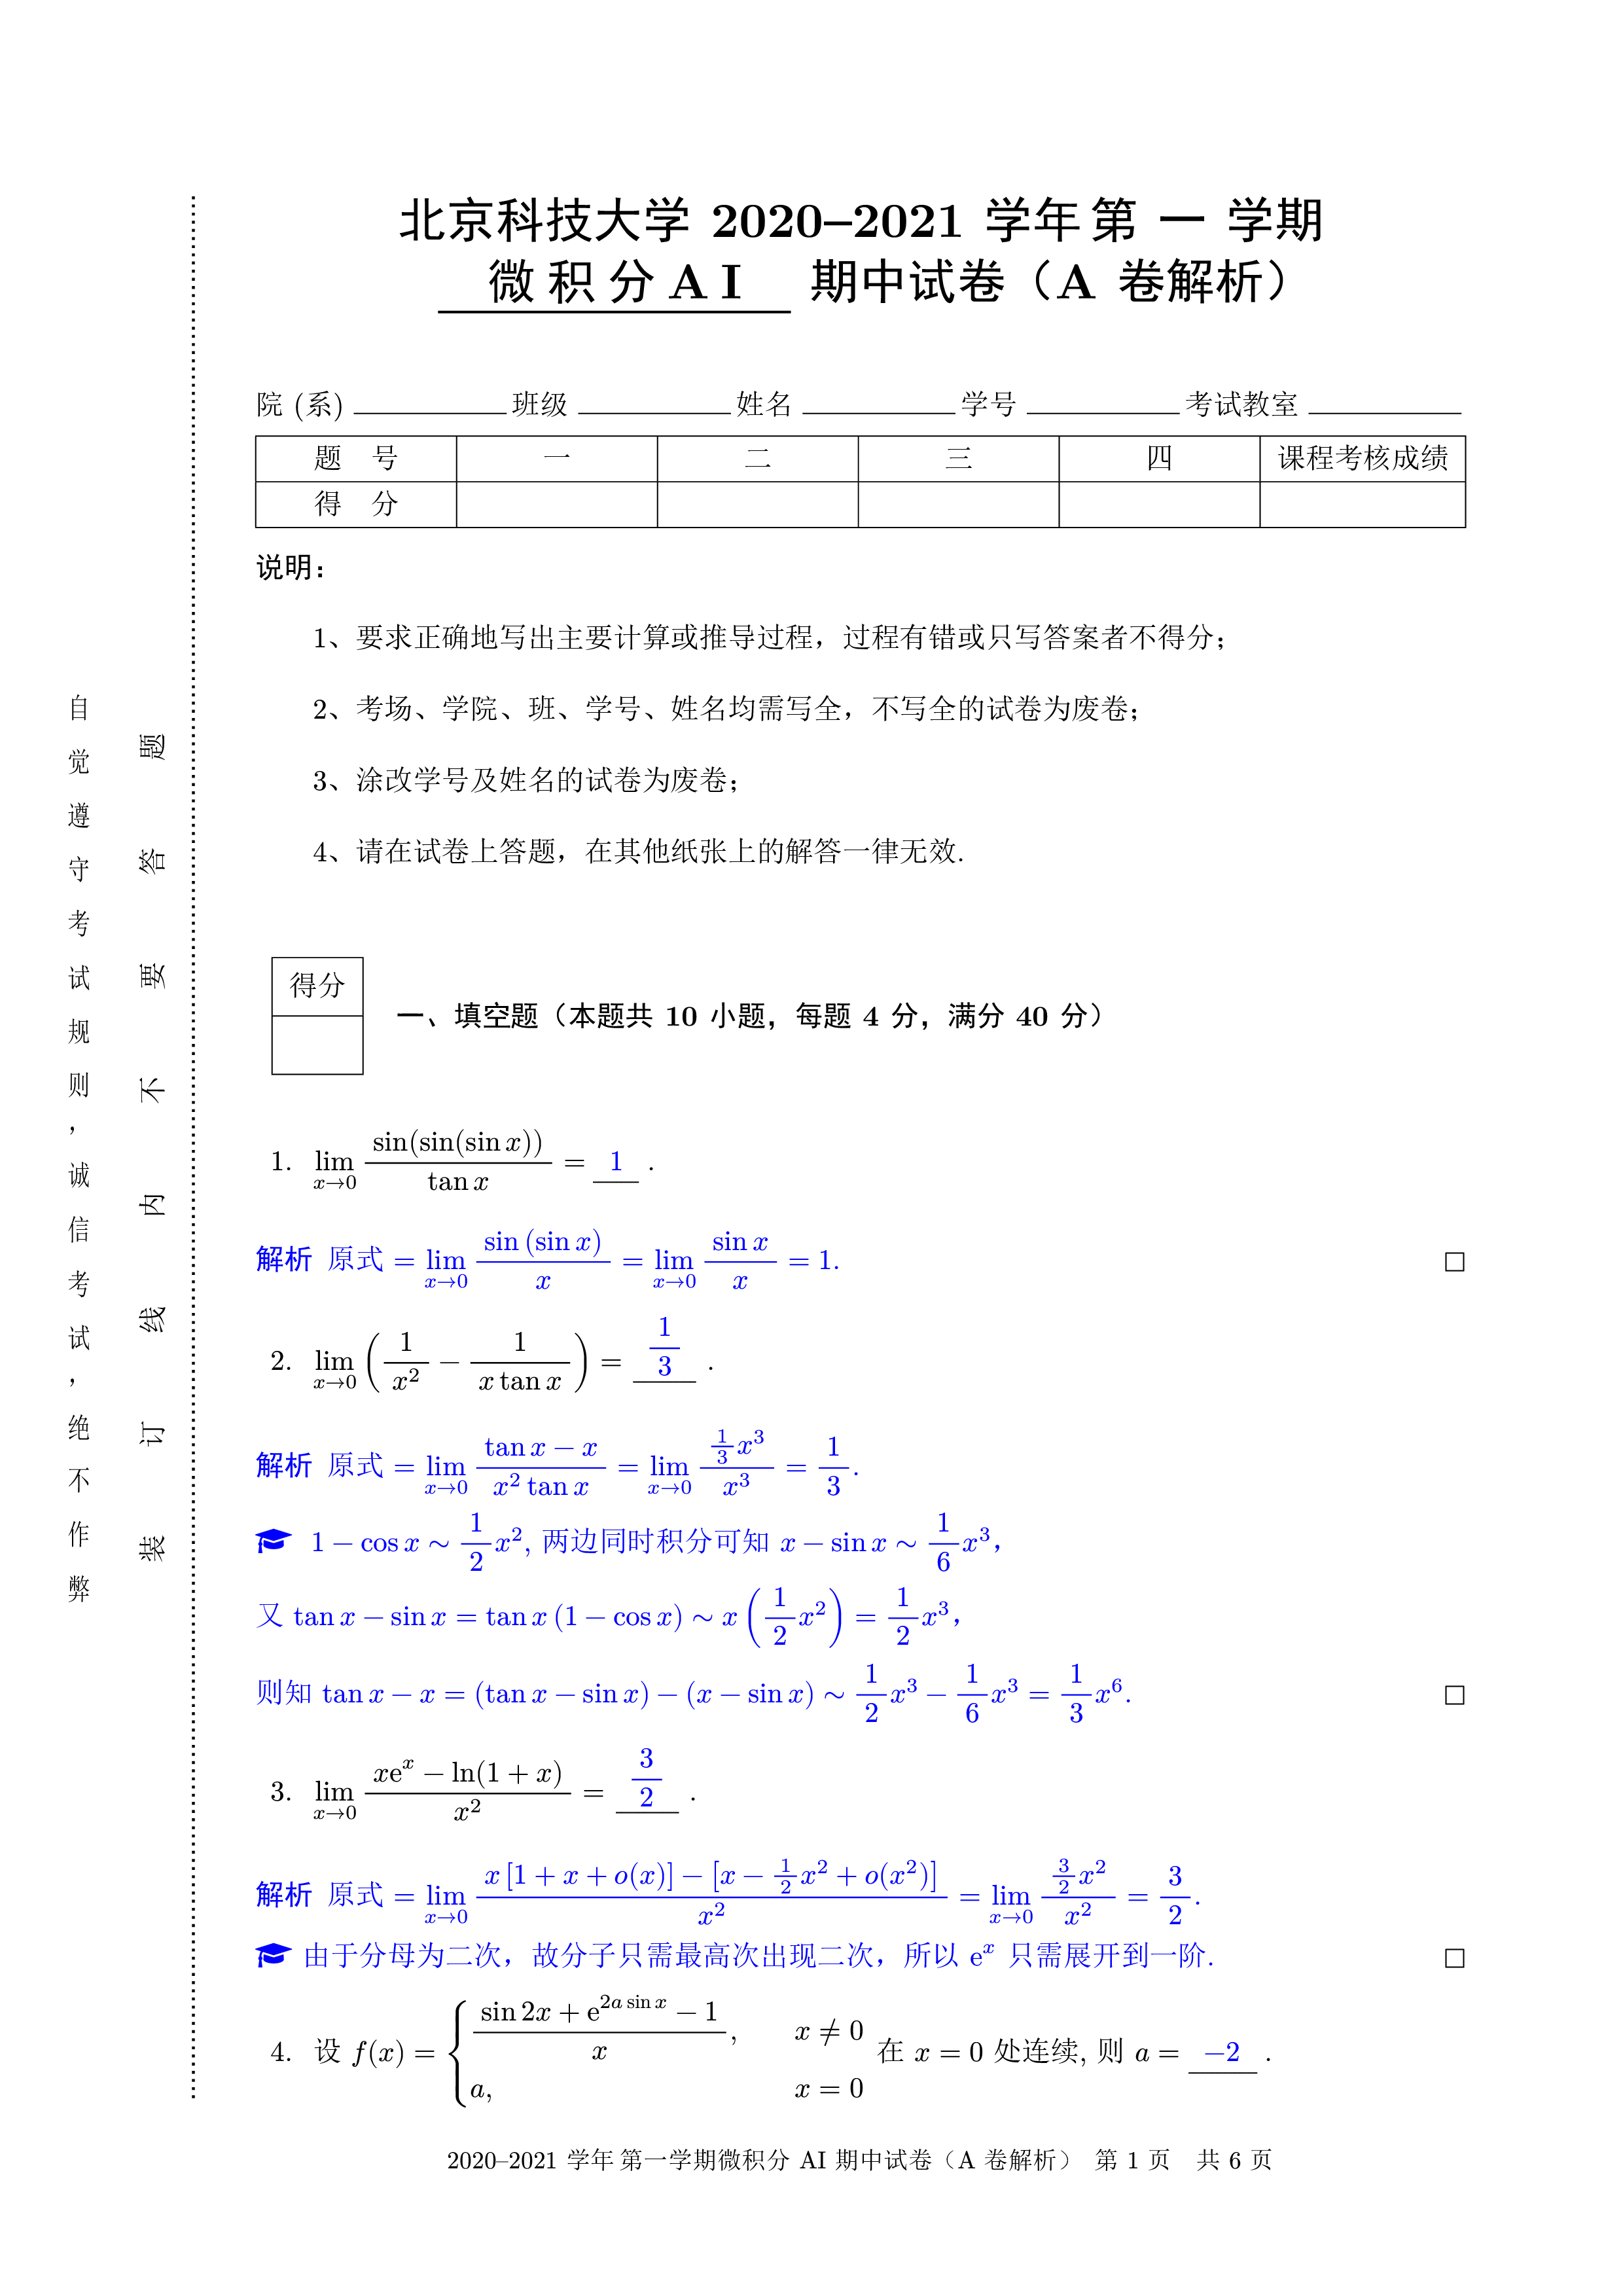 北京科技大学 2020–2021 学年 第 一 学期
微 积 分 A I 期中试卷（A 卷解析）
院 (系) 班级 姓名 学号 考试教室
题 号 一 二 三 四 课程考核成绩
得 分
说明：
1、要求正确地写出主要计算或推导过程，过程有错或只写答案者不得分；
2、考场、学院、班、学号、姓名均需写全，不写全的试卷为废卷；
3、涂改学号及姓名的试卷为废卷；
4、请在试卷上答题，在其他纸张上的解答一律无效.
自觉遵守考试规则，诚信考试，绝不作弊
装 订 线 内 不 要 答 题
得分
一、填空题（本题共 10 小题，每题 4 分，满分 40 分）
1. $\lim\limits_{x\to 0}\frac{\sin(\sin(\sin x))}{\tan x} = 1$ .
解析 原式 $= \lim\limits_{x\to 0}\frac{\sin(\sin x)}{x} = \lim\limits_{x\to 0}\frac{\sin x}{x} = 1.$ □
2. $\lim\limits_{x\to 0}\left(\frac{1}{x^2} - \frac{1}{x\tan x}\right) = \frac{1}{3}$ .
解析 原式 $= \lim\limits_{x\to 0}\frac{\tan x - x}{x^2\tan x} = \lim\limits_{x\to 0}\frac{\frac{1}{3}x^3}{x^3} = \frac{1}{3}.$
$1 - \cos x \sim \frac{1}{2}x^2$, 两边同时积分可知 $x - \sin x \sim \frac{1}{6}x^3$，
又 $\tan x - \sin x = \tan x\,(1 - \cos x) \sim x\left(\frac{1}{2}x^2\right) = \frac{1}{2}x^3$，
则知 $\tan x - x = (\tan x - \sin x) - (x - \sin x) \sim \frac{1}{2}x^3 - \frac{1}{6}x^3 = \frac{1}{3}x^6.$ □
3. $\lim\limits_{x\to 0}\frac{x\mathrm{e}^x - \ln(1 + x)}{x^2} = \frac{3}{2}$ .
解析 原式 $= \lim\limits_{x\to 0}\frac{x\,[1 + x + o(x)] - [x - \frac{1}{2}x^2 + o(x^2)]}{x^2} = \lim\limits_{x\to 0}\frac{\frac{3}{2}x^2}{x^2} = \frac{3}{2}.$
由于分母为二次，故分子只需最高次出现二次，所以 $\mathrm{e}^x$ 只需展开到一阶. □
4. 设 $f(x) = \begin{cases}\frac{\sin 2x + \mathrm{e}^{2a\sin x} - 1}{x}, & x \neq 0\\ a, & x = 0\end{cases}$ 在 $x = 0$ 处连续, 则 $a = -2$ .
2020–2021 学年 第一学期微积分 AI 期中试卷（A 卷解析） 第 1 页 共 6 页